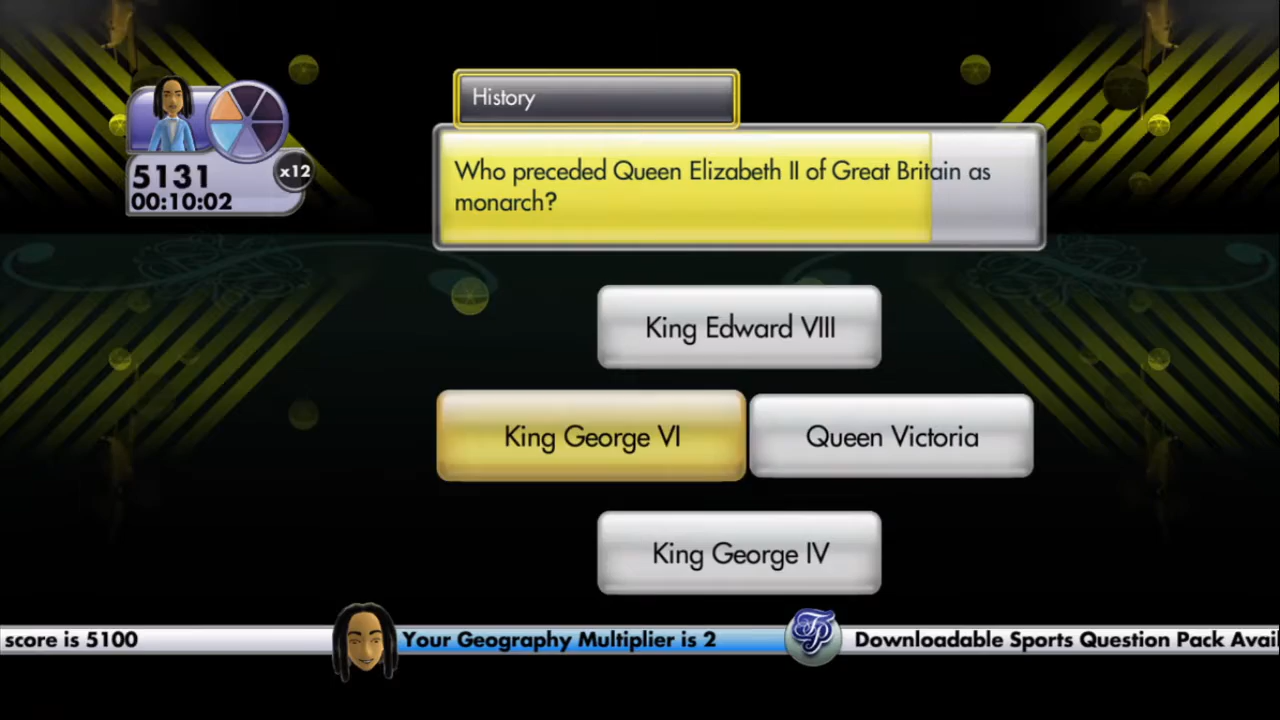 History
Who preceded Queen Elizabeth II of Great Britain as
monarch?
5131
x12
00:10:02
King Edward VIII
King George VI
Queen Victoria
King George IV
score is 5100
Your Geography Multiplier is 2
TP
Downloadable Sports Question Pack Avai